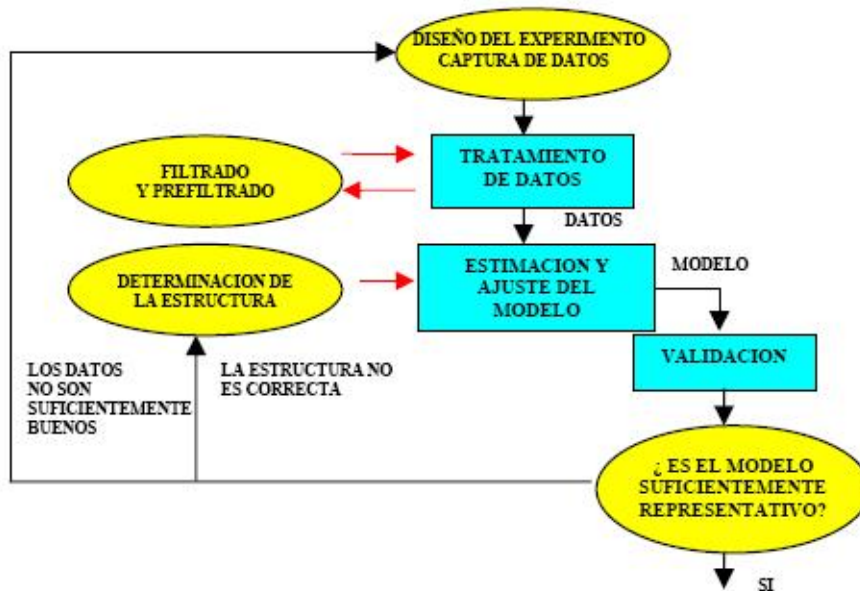 DISEÑO DEL EXPERIMENTO
CAPTURA DE DATOS
FILTRADO
Y PREFILTRADO
TRATAMIENTO
DE DATOS
DATOS
DETERMINACION DE
LA ESTRUCTURA
ESTIMACION Y
AJUSTE DEL
MODELO
MODELO
VALIDACION
LOS DATOS
NO SON
SUFICIENTEMENTE
BUENOS
LA ESTRUCTURA NO
ES CORRECTA
¿ ES EL MODELO
SUFICIENTEMENTE
REPRESENTATIVO?
SI